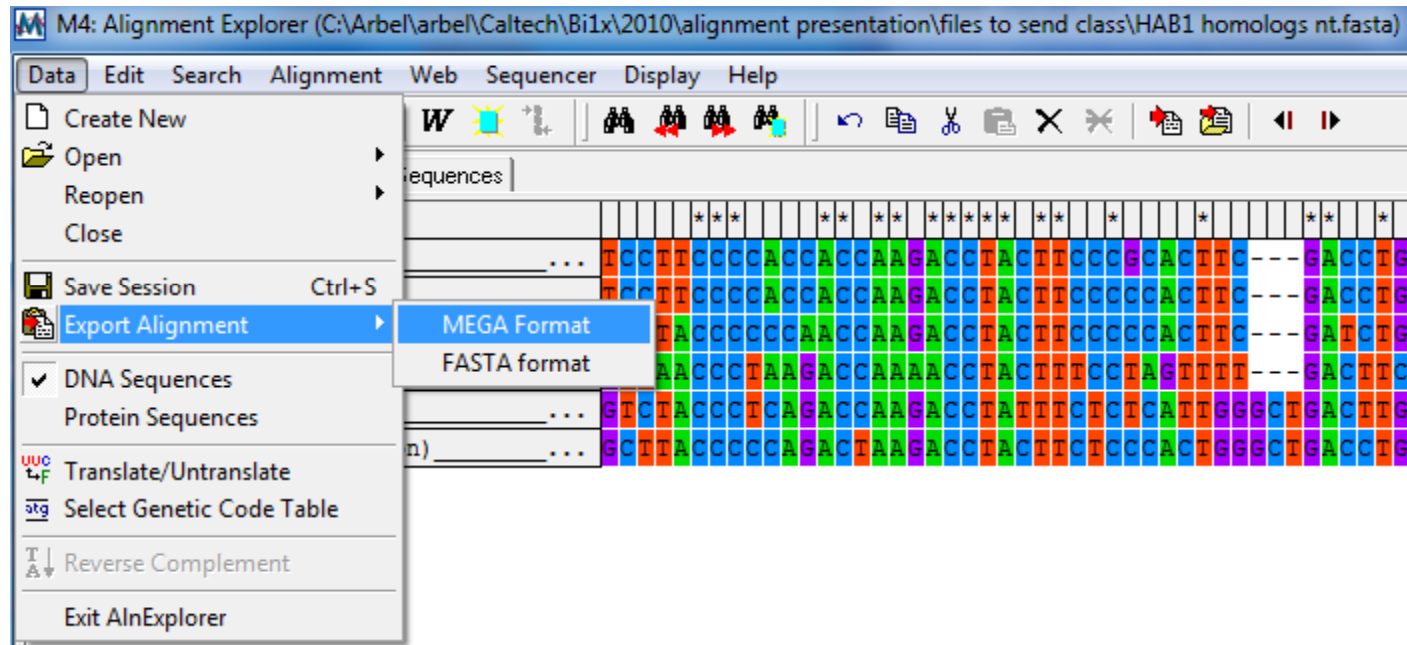 M4: Alignment Explorer (C:\Arbel\arbel\Caltech\Bi1x\2010\alignment presentation\files to send class\HAB1 homologs nt.fasta)
Data Edit Search Alignment Web Sequencer Display Help
Create New
W
Open
equences
Reopen
Close
*** ** ** ***** ** * * ** *
... TCCTTCCCCACCACCAAGACCTACTTCCCGCACTTC---GACCTG
Save Session Ctrl+S
TCCTTCCCCACCACCAAGACCTACTTCCCCCACTTC---GACCTG
Export Alignment
MEGA Format
TACCCCCCAACCAAGACCTACTTCCCCCACTTC---GATCTG
FASTA format
AACCCTAAGACCAAAACCTACTTTCCTAGTTTT---GACTTC
DNA Sequences
Protein Sequences
... GTCTACCCTCAGACCAAGACCTATTTCTCTCATTGGGCTGACTTG
n) ... GCTTACCCCCAGACTAAGACCTACTTCTCCCACTGGGCTGACCTG
Translate/Untranslate
Select Genetic Code Table
Reverse Complement
Exit AlnExplorer